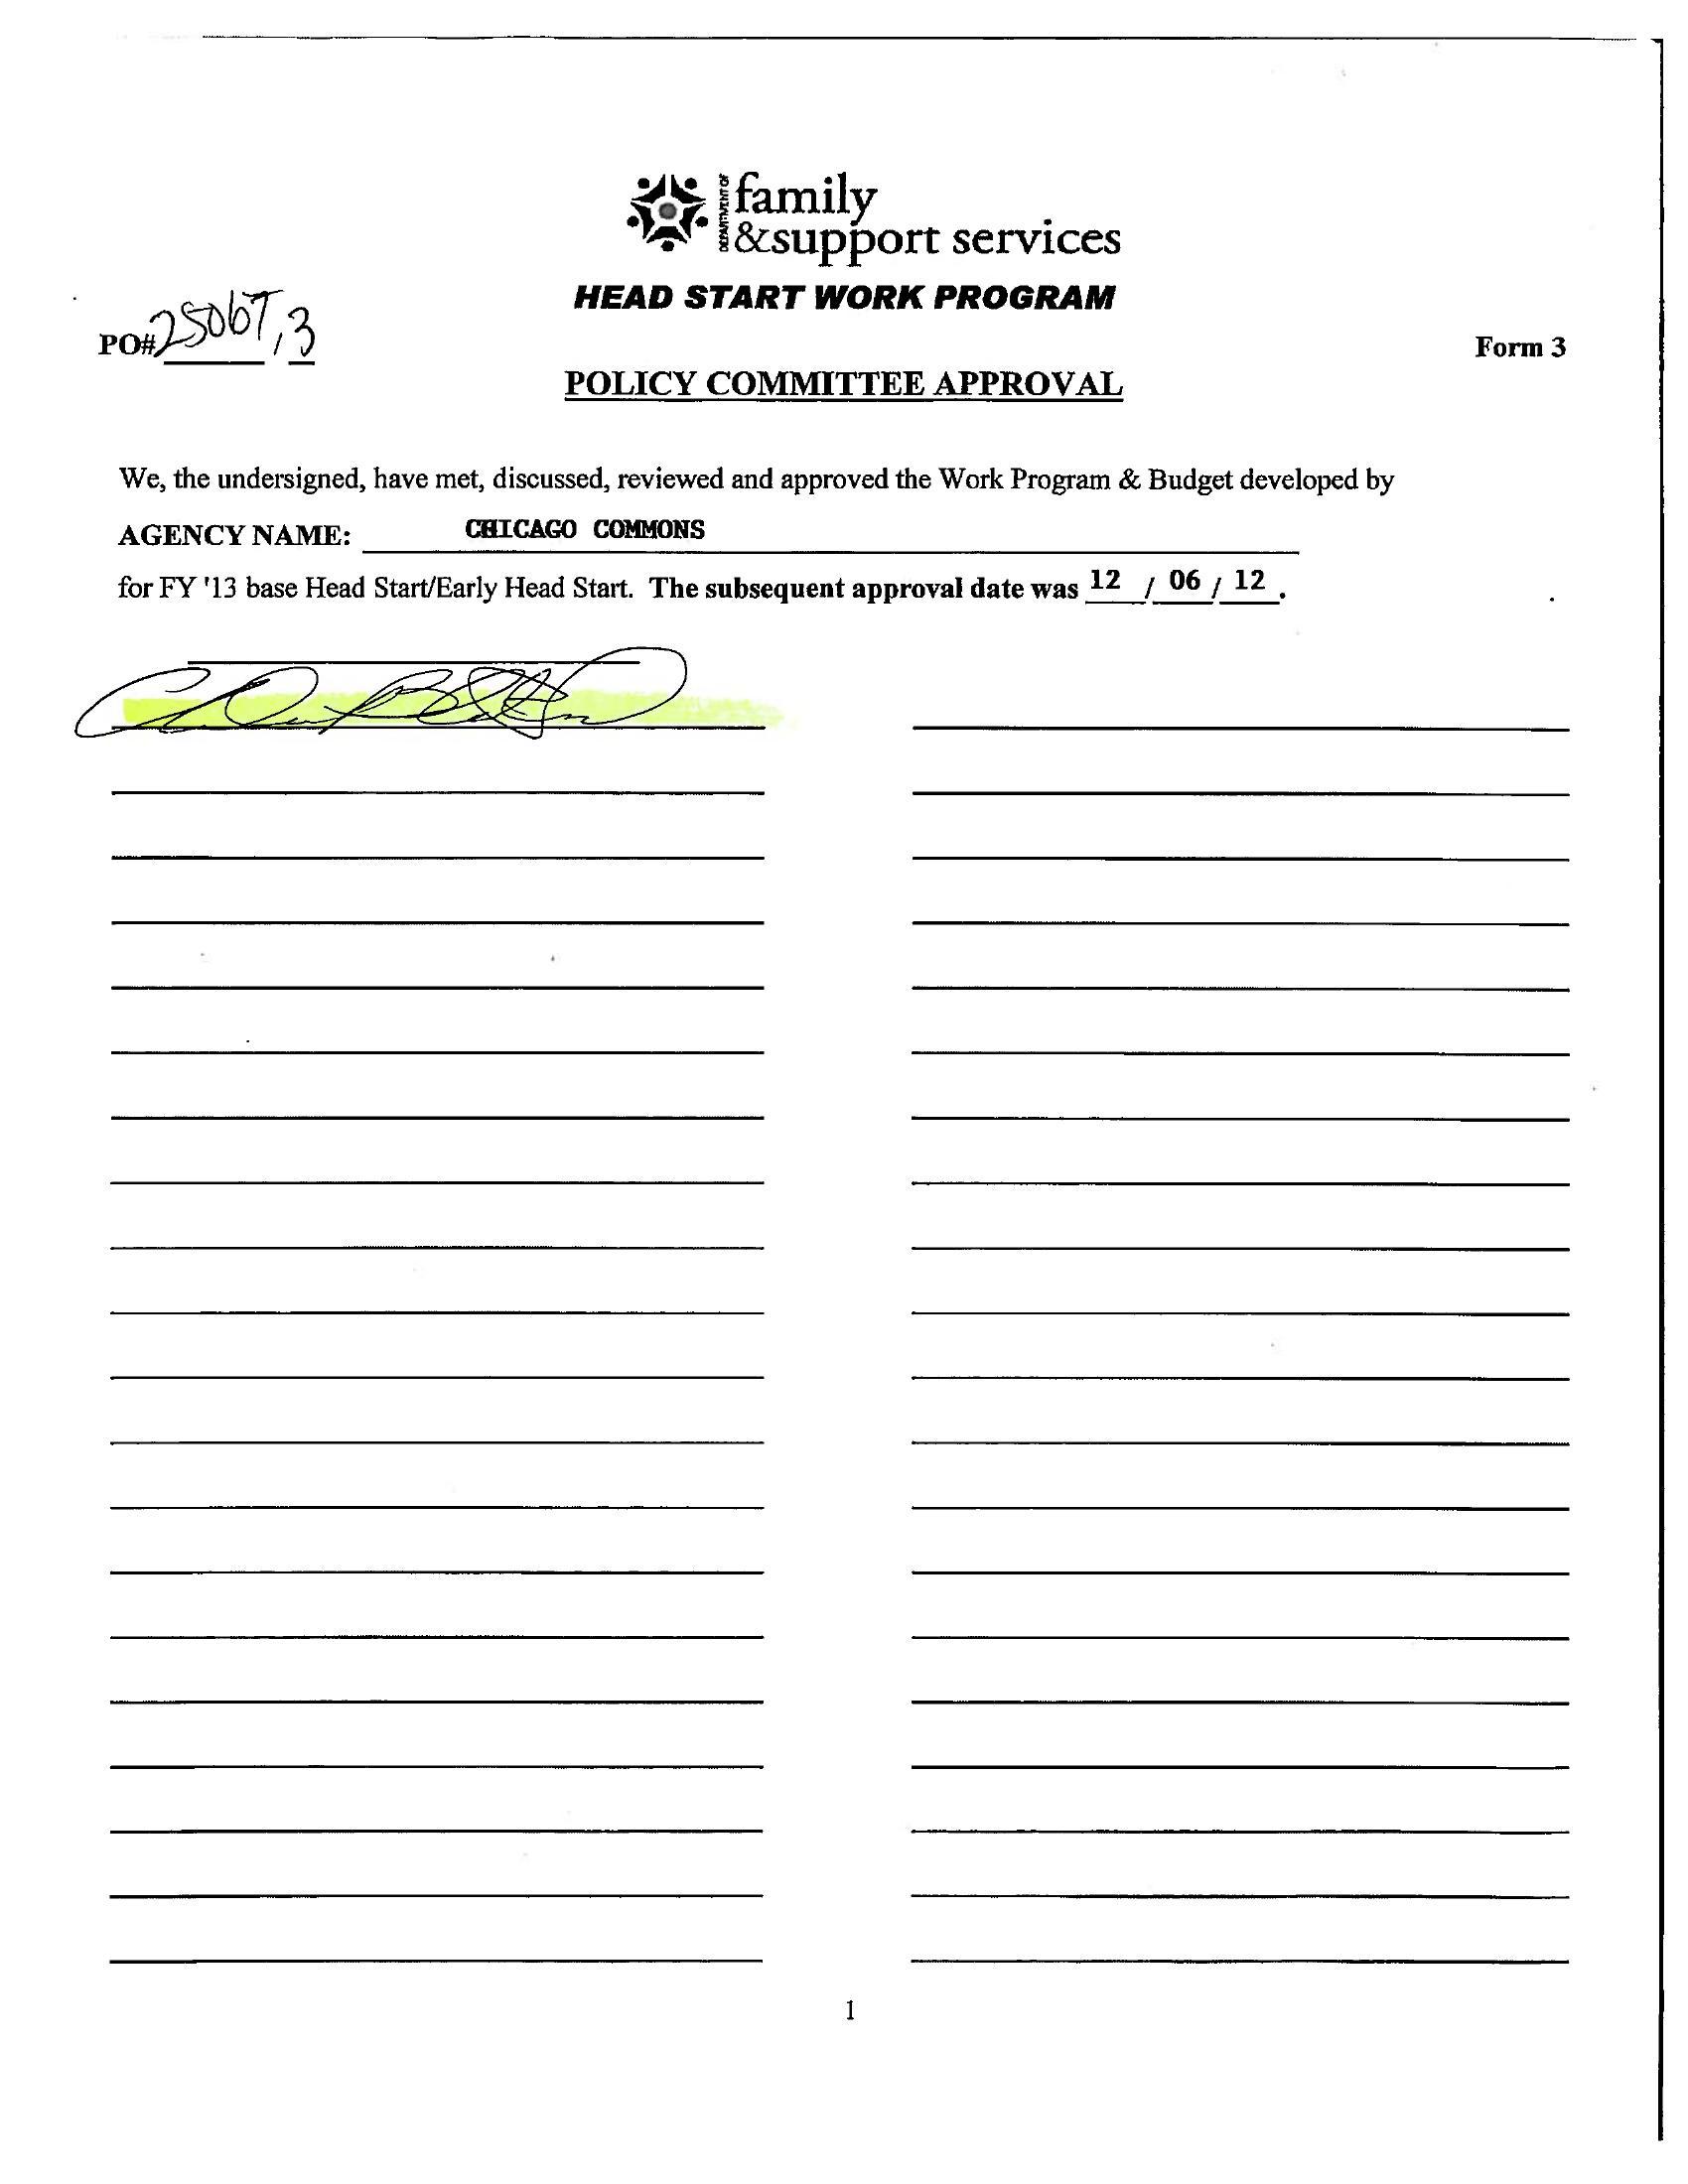 DEPARTMENT OF
family
&support services
HEAD START WORK PROGRAM
PO# 25067 / 3
Form 3
POLICY COMMITTEE APPROVAL
We, the undersigned, have met, discussed, reviewed and approved the Work Program & Budget developed by
AGENCY NAME: CHICAGO COMMONS
for FY '13 base Head Start/Early Head Start. The subsequent approval date was 12 / 06 / 12 .
1